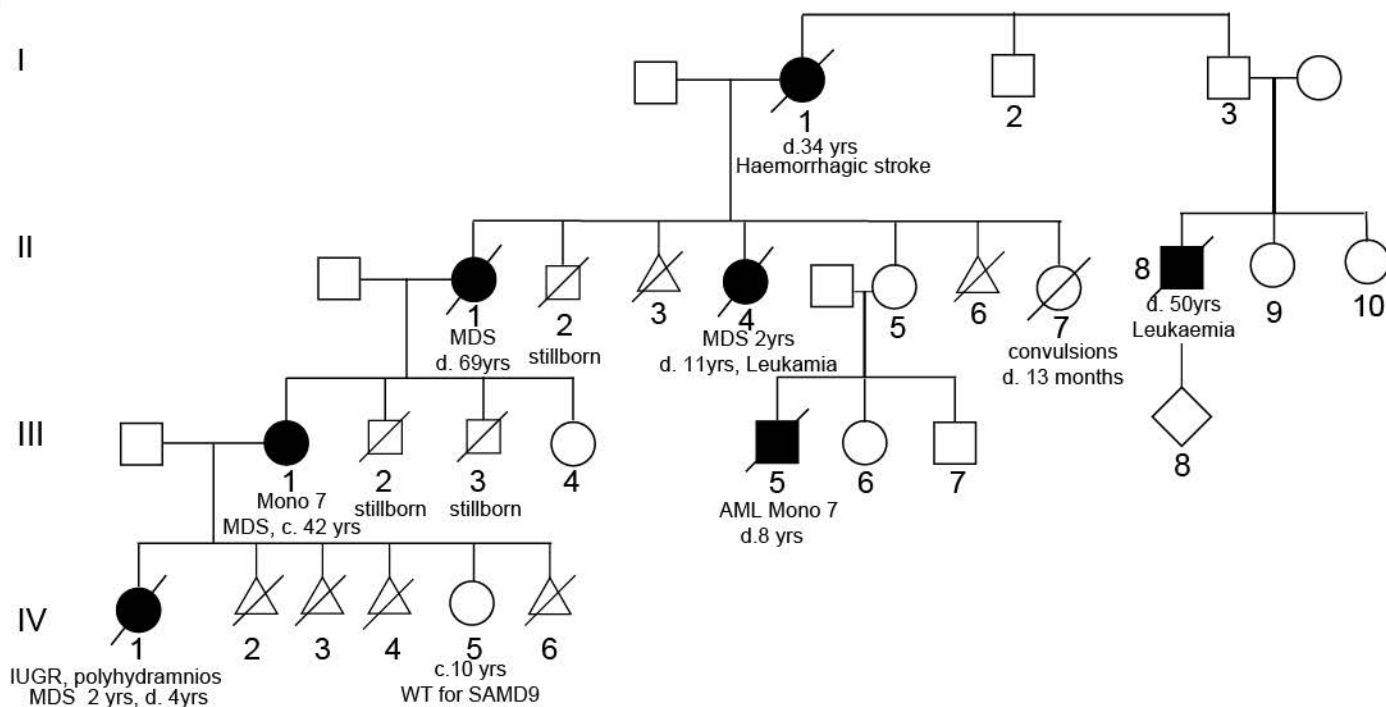 I
1
2
3
d.34 yrs
Haemorrhagic stroke
II
1
2
3
4
5
6
7
8
9
10
MDS
d. 69yrs
stillborn
MDS 2yrs
d. 11yrs, Leukamia
convulsions
d. 13 months
d. 50yrs
Leukaemia
III
1
2
3
4
5
6
7
8
Mono 7
MDS, c. 42 yrs
stillborn
stillborn
AML Mono 7
d.8 yrs
IV
1
2
3
4
5
6
IUGR, polyhydramnios
MDS 2 yrs, d. 4yrs
c.10 yrs
WT for SAMD9